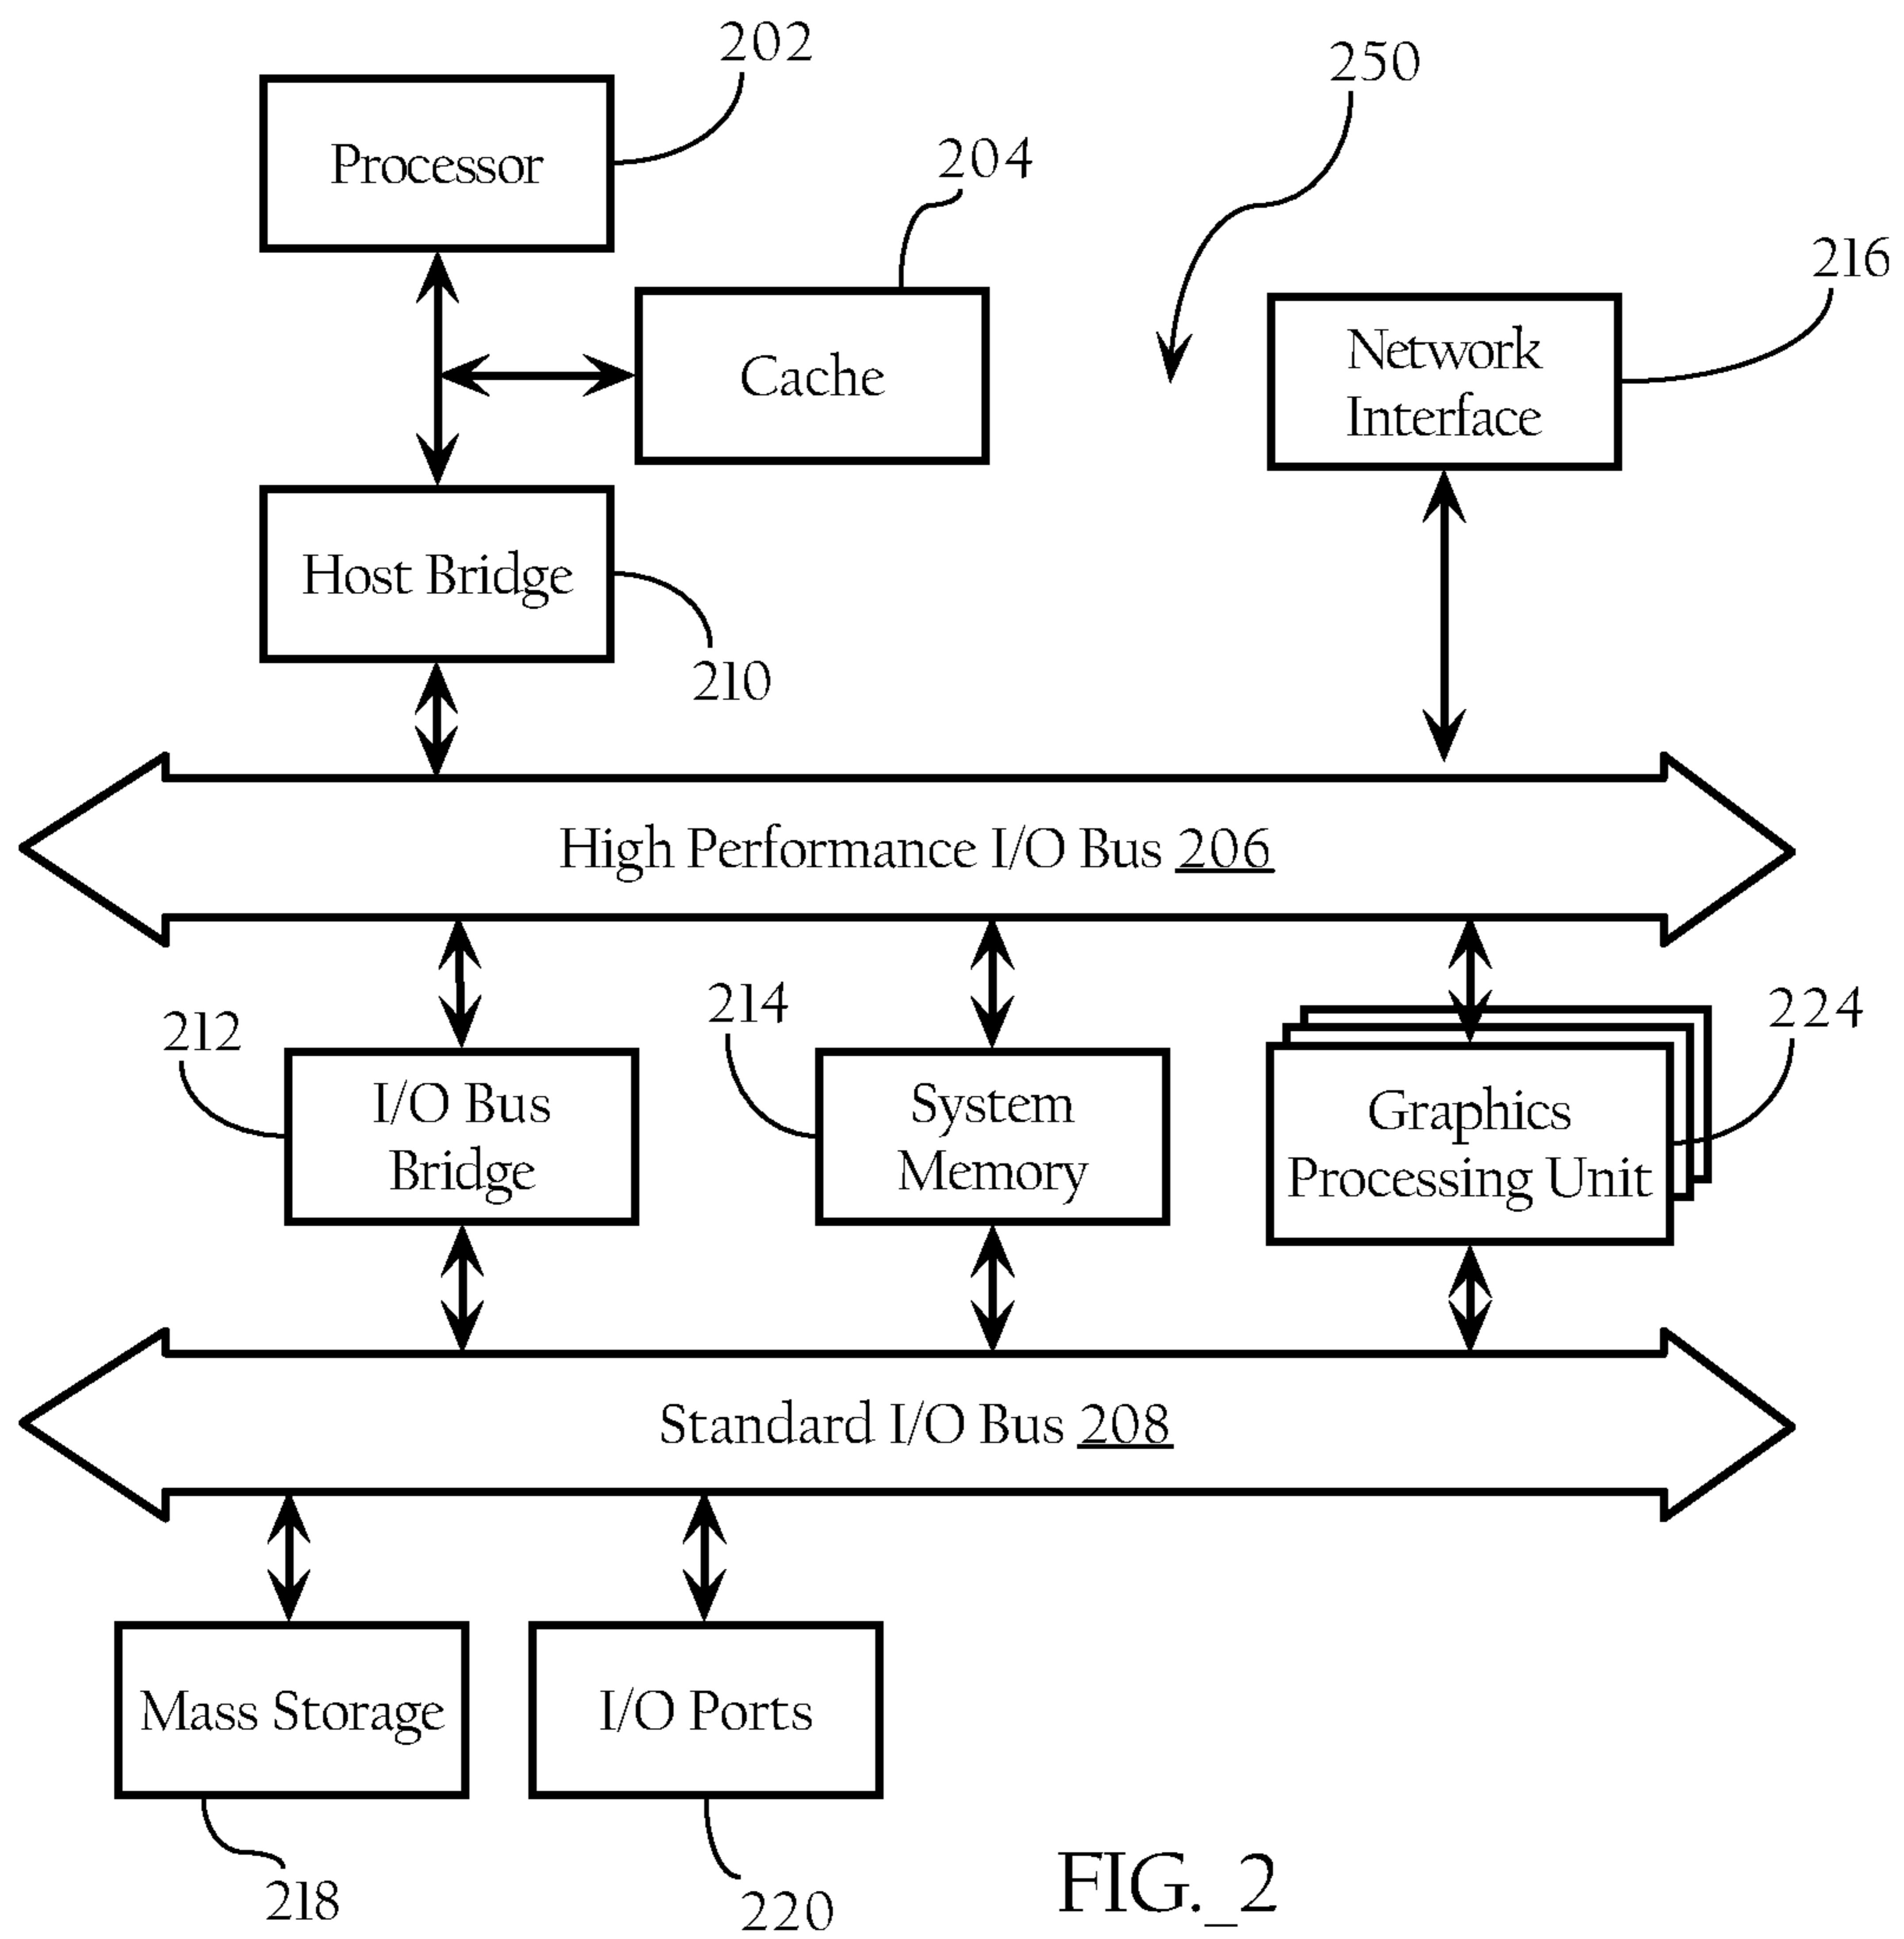 202
250
Processor
204
216
Network
Interface
Cache
Host Bridge
210
High Performance I/O Bus 206
212
214
224
I/O Bus
Bridge
System
Memory
Graphics
Processing Unit
Standard I/O Bus 208
Mass Storage
I/O Ports
218
220
FIG._2